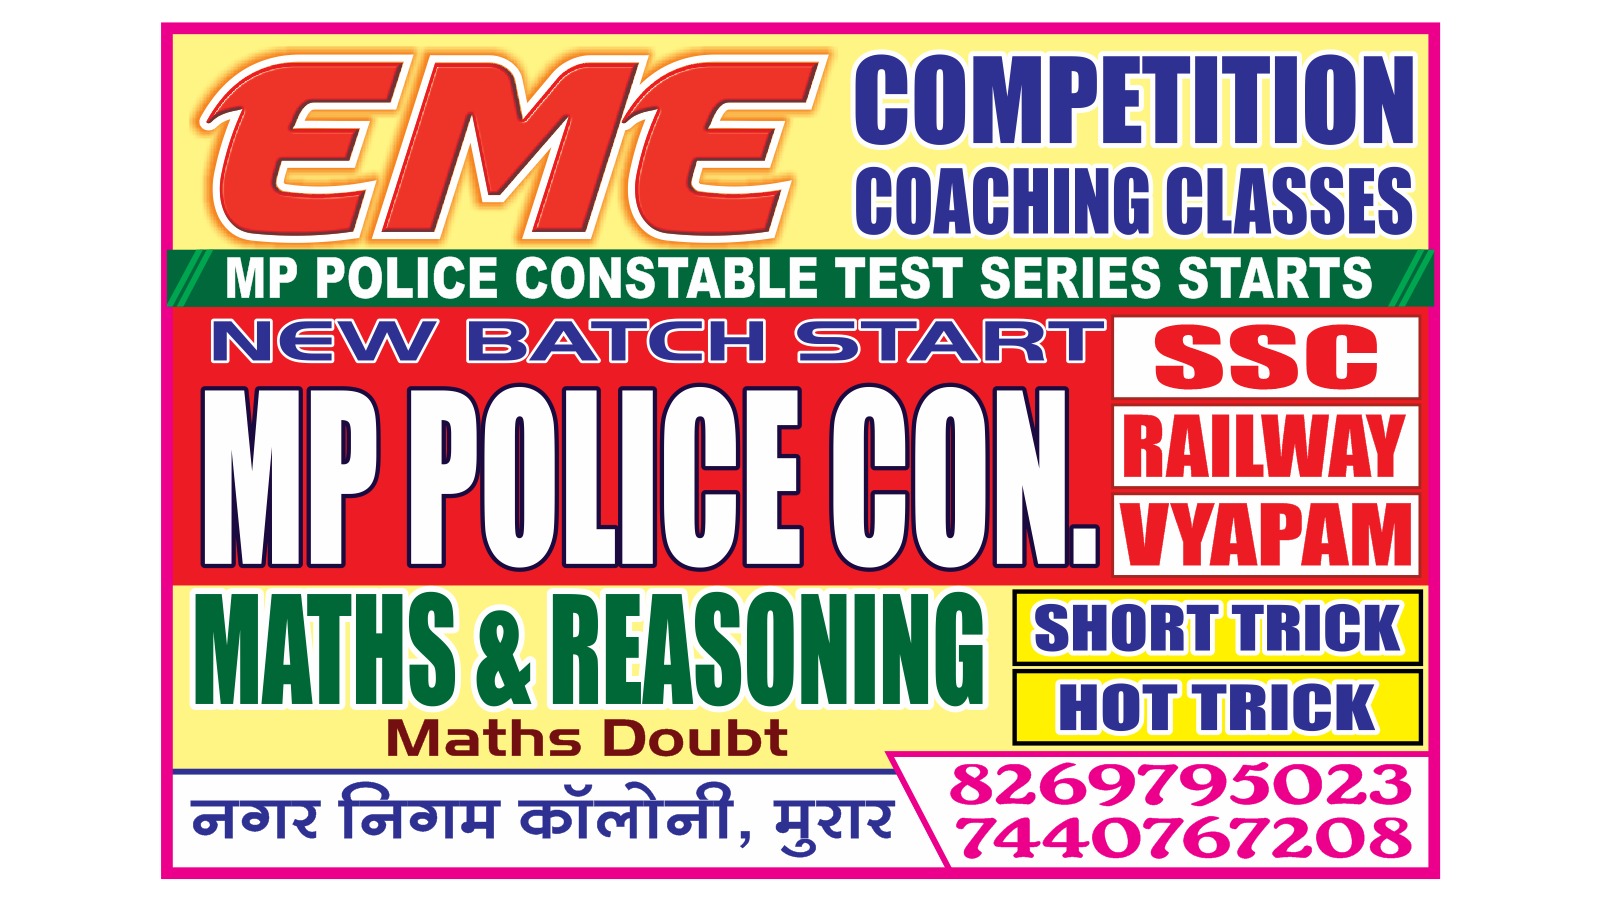 EME
COMPETITION
COACHING CLASSES
MP POLICE CONSTABLE TEST SERIES STARTS
NEW BATCH START
MP POLICE CON.
SSC
RAILWAY
VYAPAM
MATHS & REASONING
Maths Doubt
SHORT TRICK
HOT TRICK
नगर निगम कॉलोनी, मुरार
8269795023
7440767208